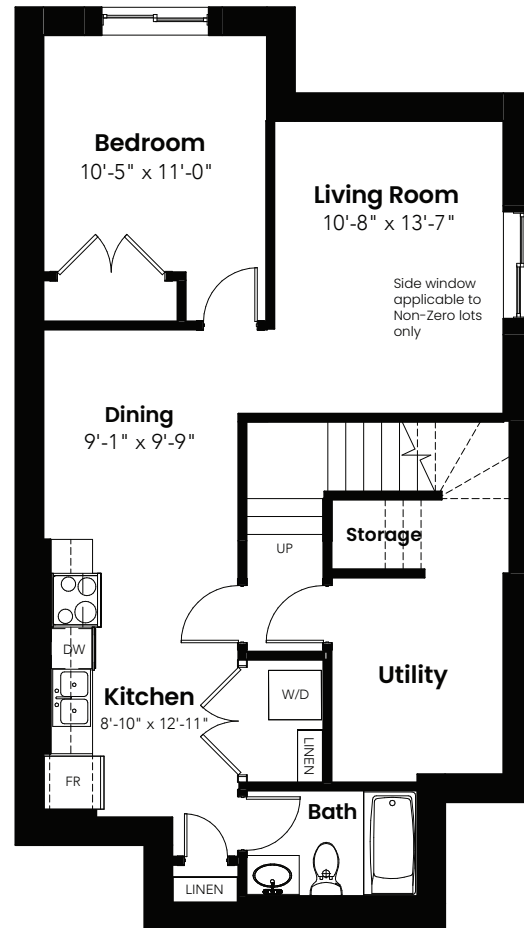 Bedroom
10'-5" x 11'-0"
Living Room
10'-8" x 13'-7"
Side window
applicable to
Non-Zero lots
only
Dining
9'-1" x 9'-9"
Storage
UP
DW
Utility
Kitchen
8'-10" x 12'-11"
W/D
LINEN
FR
Bath
LINEN